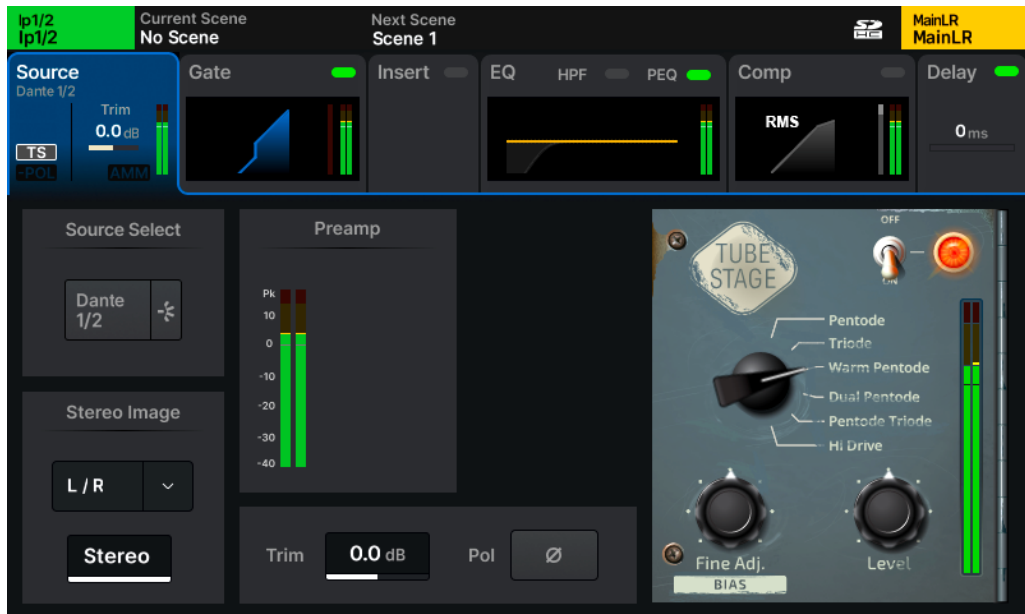 Ip1/2
Ip1/2
Current Scene
No Scene
Next Scene
Scene 1
MainLR
MainLR
Source
Dante 1/2
Trim
0.0 dB
TS
-POL
AMM
Gate
Insert
EQ
HPF
PEQ
Comp
RMS
Delay
0 ms
Source Select
Dante
1/2
Stereo Image
L / R
Stereo
Preamp
Pk
10
0
-10
-20
-30
-40
Trim
0.0 dB
Pol
Ø
TUBE
STAGE
OFF
ON
Pentode
Triode
Warm Pentode
Dual Pentode
Pentode Triode
Hi Drive
Fine Adj.
BIAS
Level